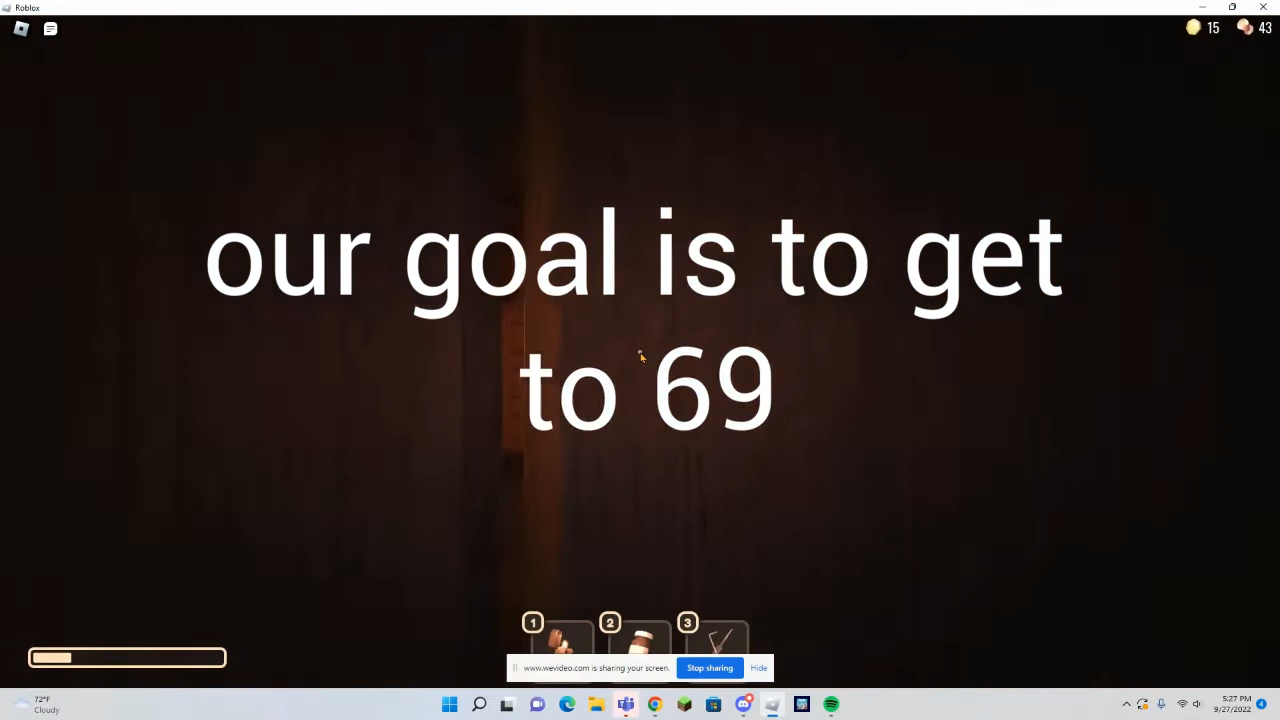 Roblox
15
43
our goal is to get
to 69
1
2
3
www.wevideo.com is sharing your screen.
Stop sharing
Hide
72°F
Cloudy
5:27 PM
9/27/2022
4